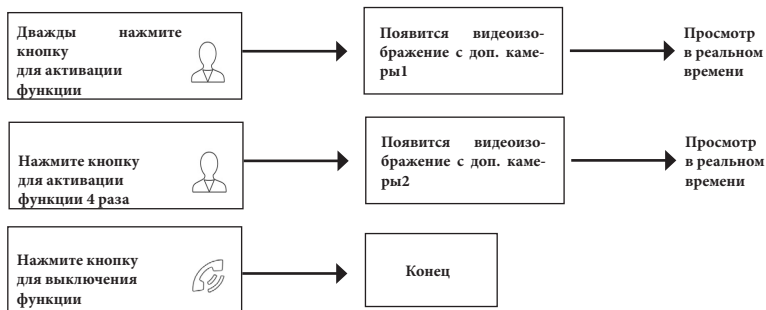 Дважды нажмите
кнопку
для активации
функции
Появится видеоизо-
бражение с доп. каме-
ры1
Просмотр
в реальном
времени
Нажмите кнопку
для активации
функции 4 раза
Появится видеоизо-
бражение с доп. каме-
ры2
Просмотр
в реальном
времени
Нажмите кнопку
для выключения
функции
Конец